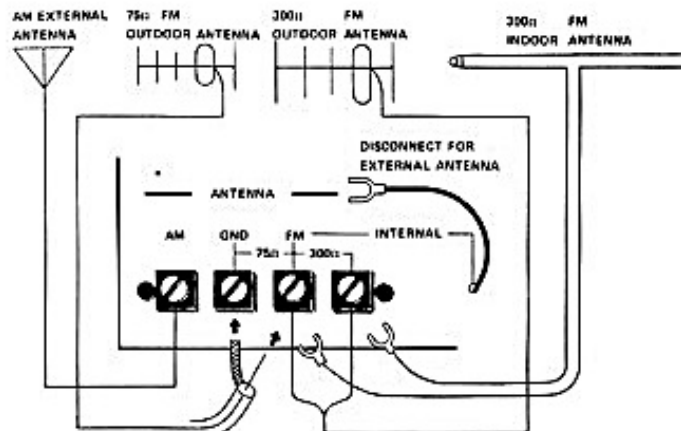 AM EXTERNAL
ANTENNA
75Ω FM
OUTDOOR ANTENNA
300Ω FM
OUTDOOR ANTENNA
300Ω FM
INDOOR ANTENNA
DISCONNECT FOR
EXTERNAL ANTENNA
ANTENNA
AM GND FM INTERNAL
75Ω 300Ω